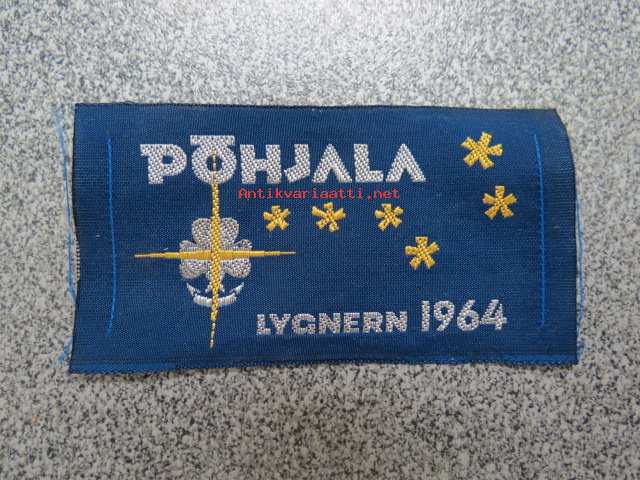 PÕHJALA
Antikvariaatti.net
LYGNERN 1964